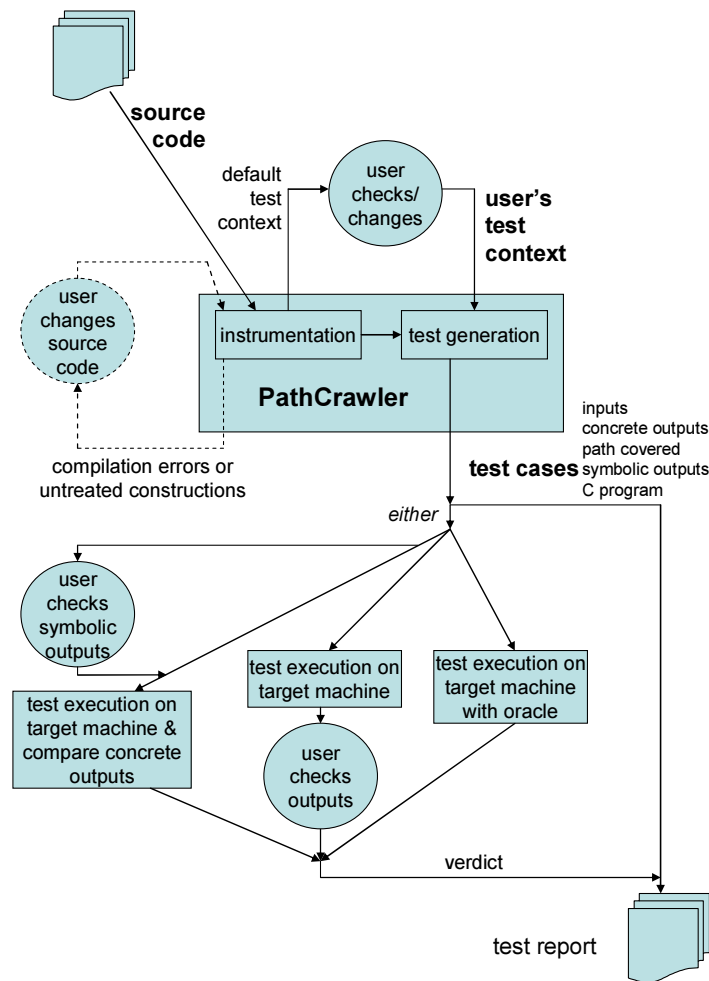 source
code
default
test
context
user
checks/
changes
user's
test
context
user
changes
source
code
instrumentation
test generation
PathCrawler
compilation errors or
untreated constructions
inputs
concrete outputs
path covered
symbolic outputs
C program
test cases
either
user
checks
symbolic
outputs
test execution on
target machine &
compare concrete
outputs
test execution on
target machine
test execution on
target machine
with oracle
user
checks
outputs
verdict
test report